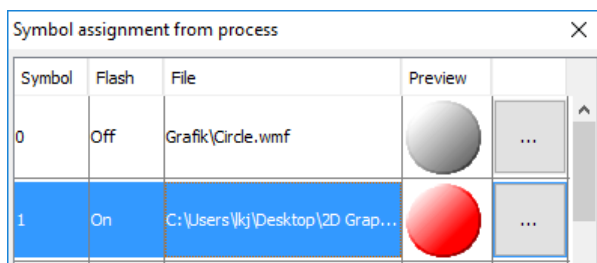 Symbol assignment from process
Symbol Flash File Preview
0 Off Grafik\Circle.wmf ...
1 On C:\Users\lkj\Desktop\2D Grap... ...